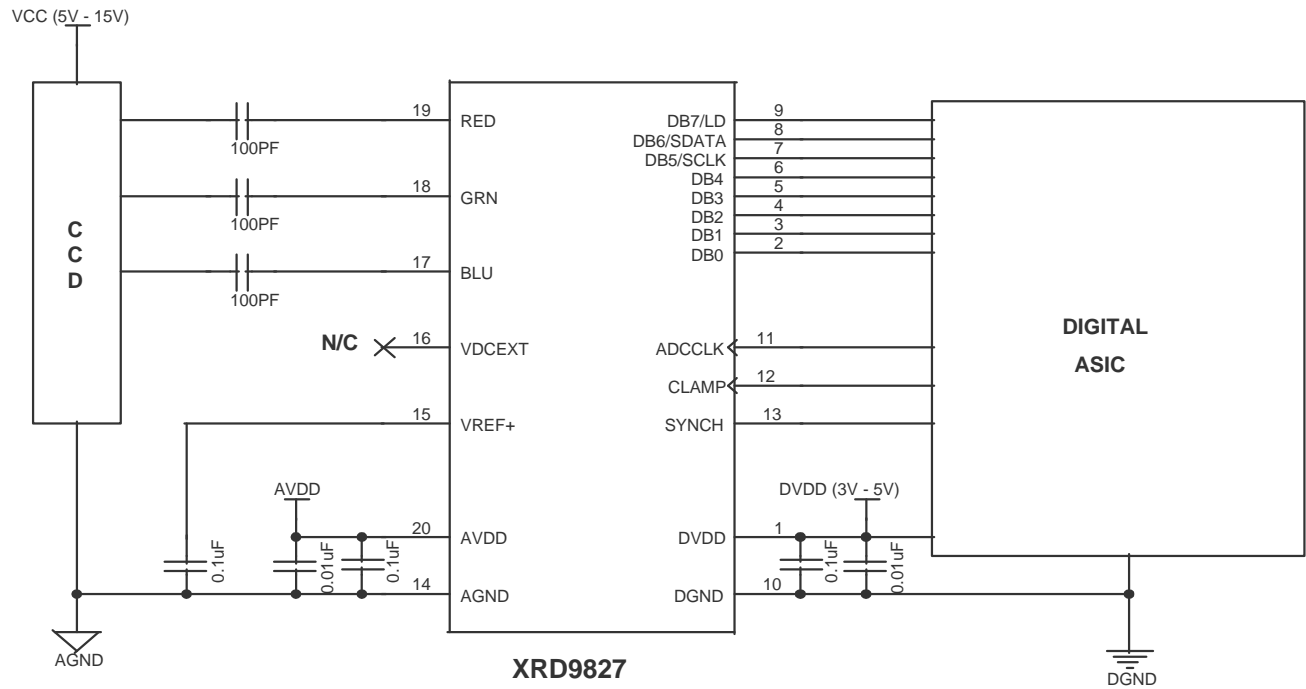 VCC (5V - 15V)
C
C
D
100PF
100PF
100PF
19
18
17
16
15
20
14
N/C
RED
GRN
BLU
VDCEXT
VREF+
AVDD
AGND
AVDD
0.1uF
0.01uF
0.1uF
AGND
DB7/LD
DB6/SDATA
DB5/SCLK
DB4
DB3
DB2
DB1
DB0
ADCCLK
CLAMP
SYNCH
DVDD
DGND
9
8
7
6
5
4
3
2
11
12
13
1
10
DVDD (3V - 5V)
0.1uF
0.01uF
DIGITAL
ASIC
DGND
XRD9827